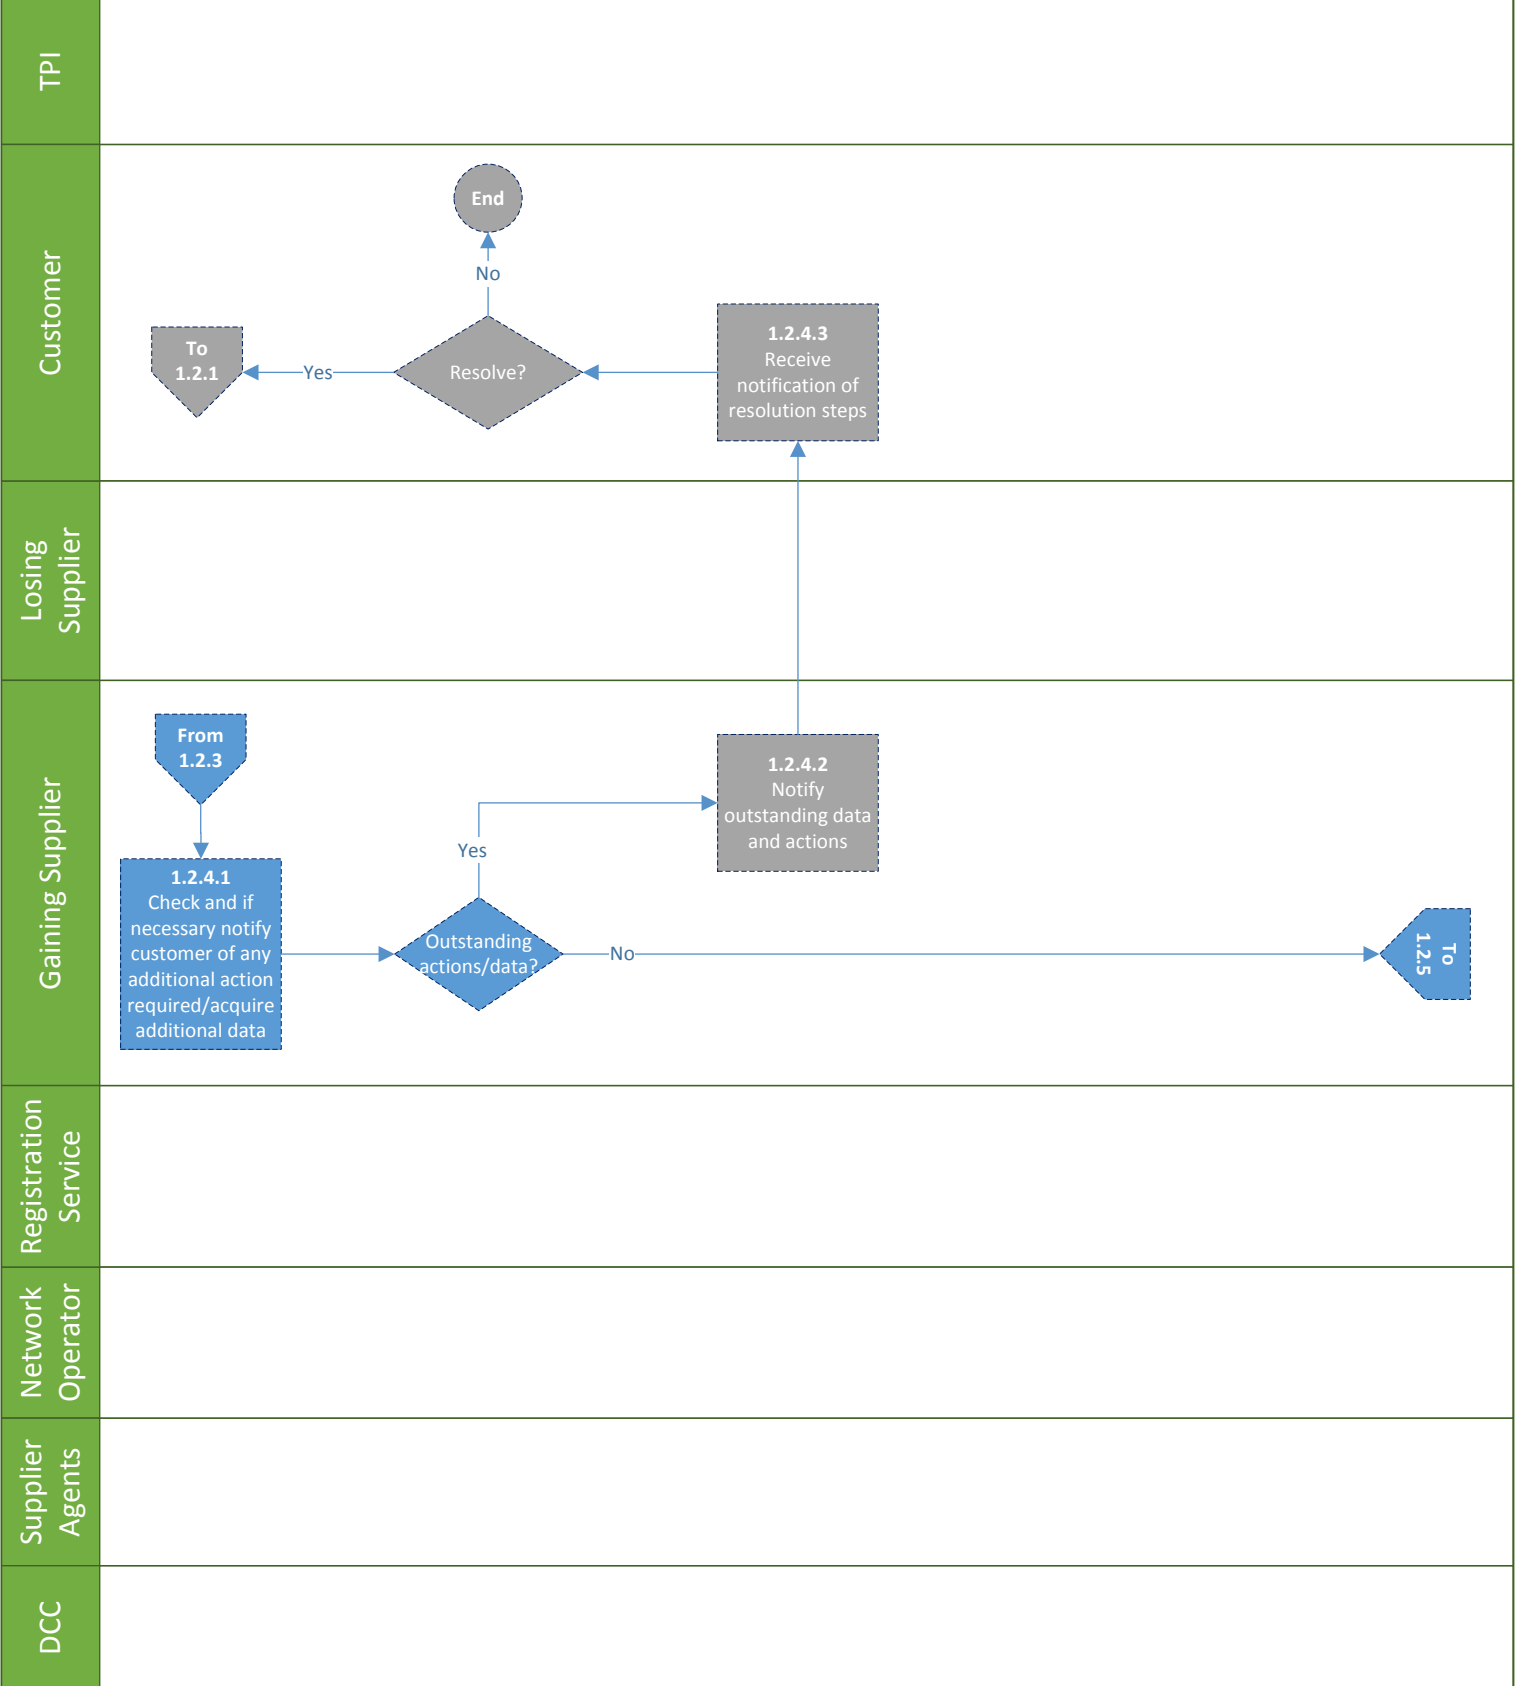 TPI
Customer
End
No
To
1.2.1
Yes
Resolve?
1.2.4.3
Receive
notification of
resolution steps
Losing
Supplier
Gaining Supplier
From
1.2.3
1.2.4.1
Check and if
necessary notify
customer of any
additional action
required/acquire
additional data
Yes
Outstanding
actions/data?
1.2.4.2
Notify
outstanding data
and actions
No
To
1.2.5
Registration
Service
Network
Operator
Supplier
Agents
DCC